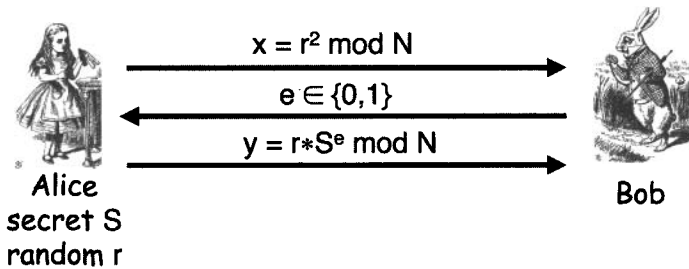 x = r² mod N
e ∈ {0,1}
y = r∗Sᵉ mod N
Alice
secret S
random r
Bob